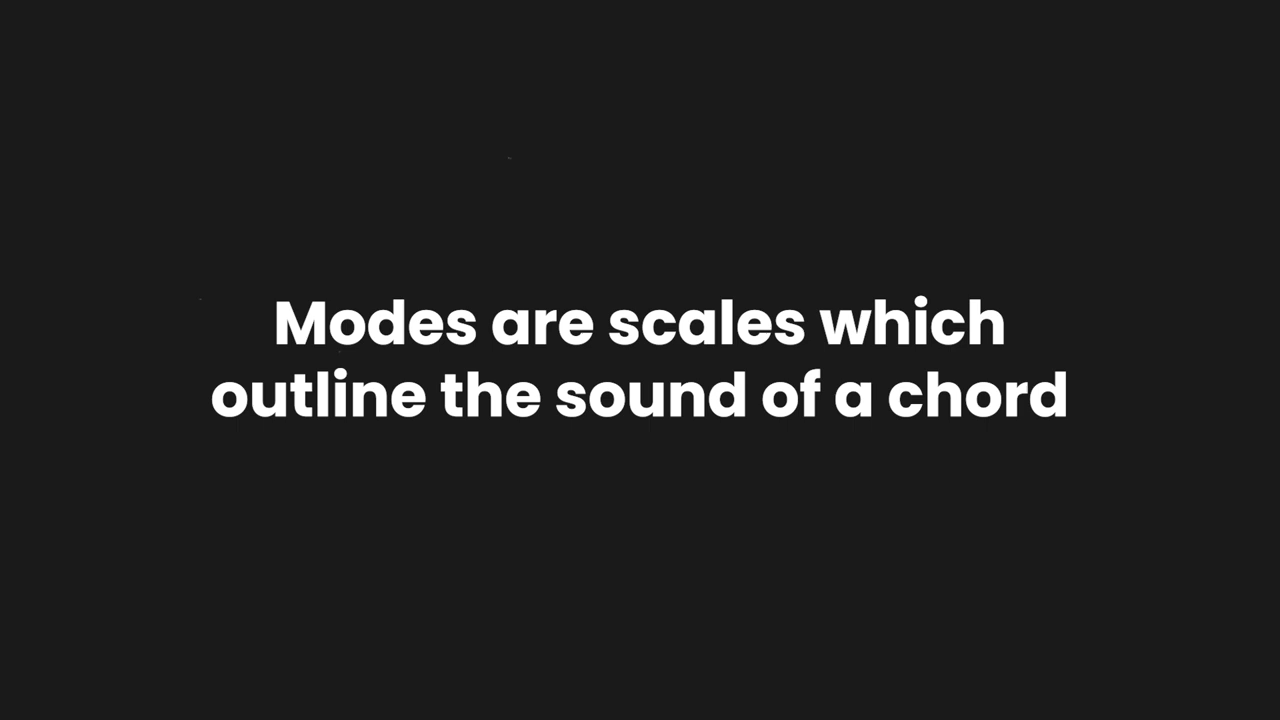 Modes are scales which
outline the sound of a chord